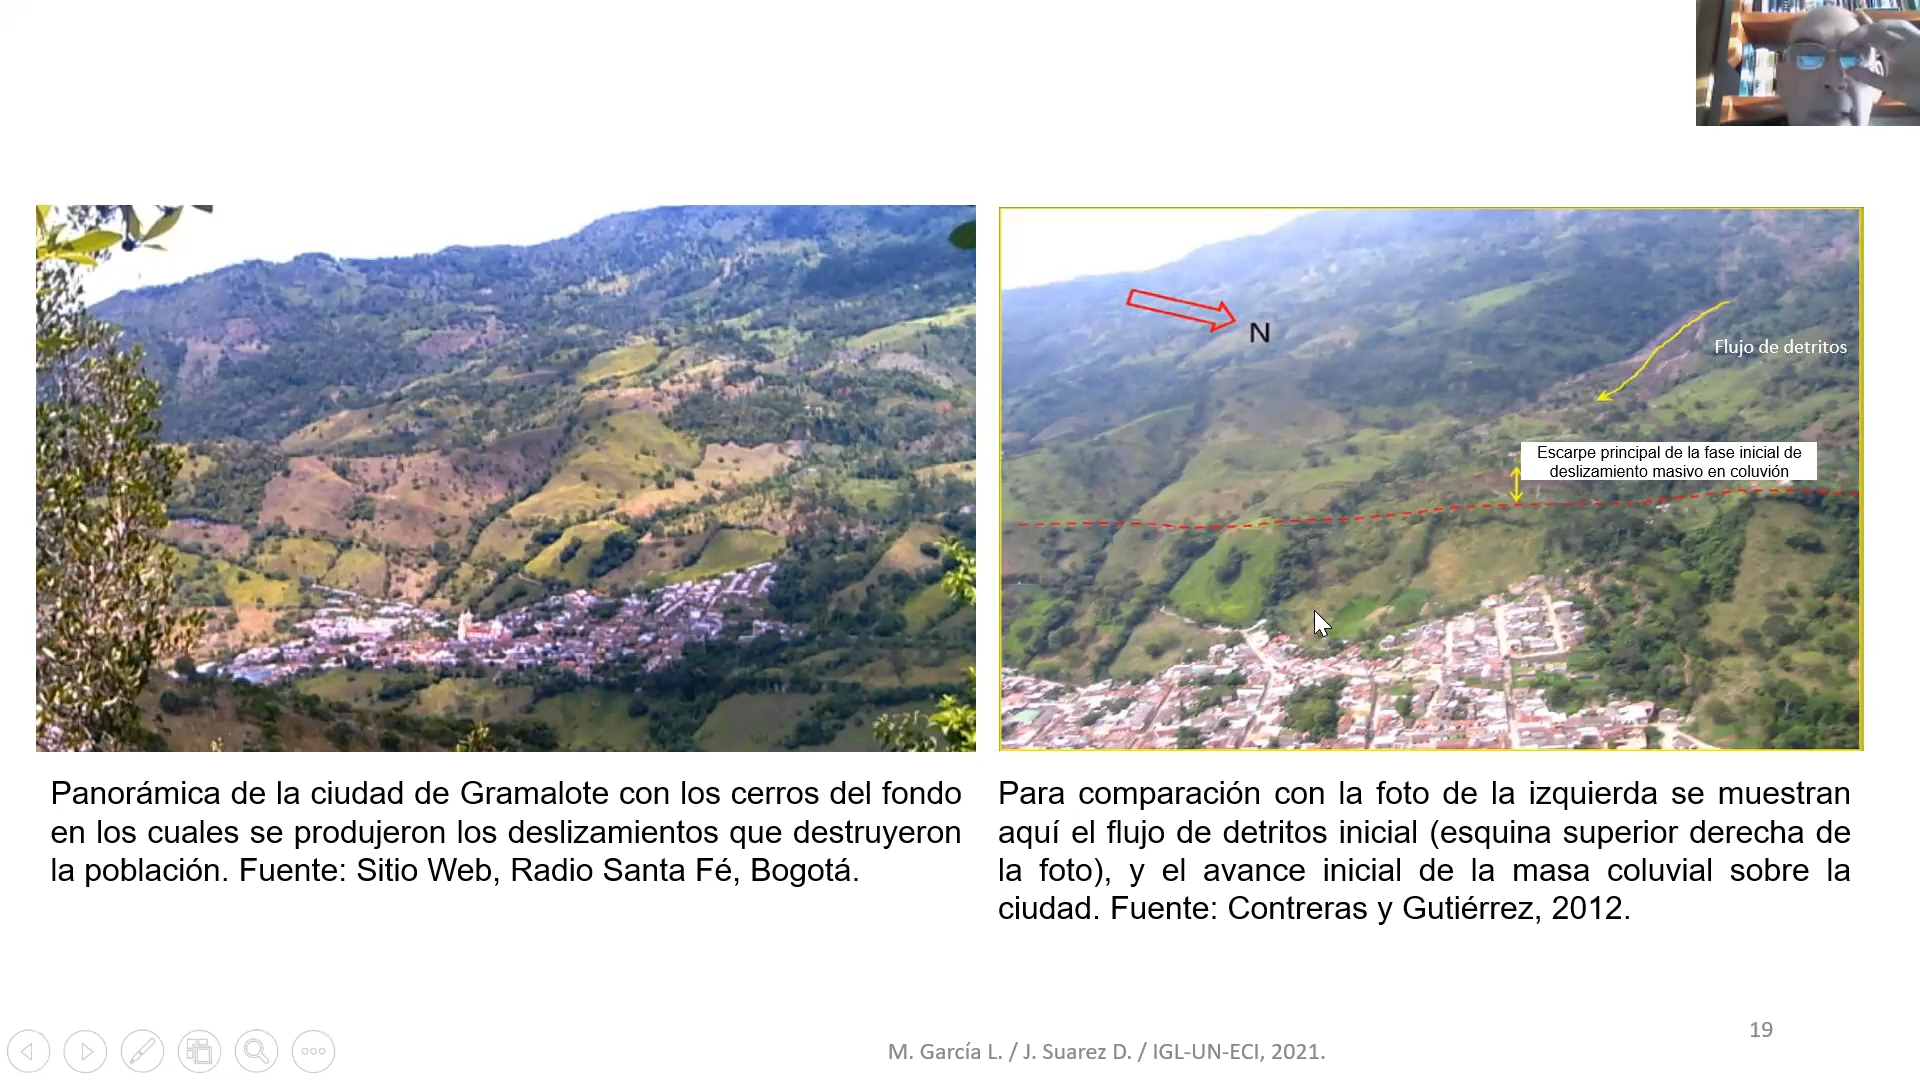 N
Flujo de detritos
Escarpe principal de la fase inicial de
deslizamiento masivo en coluvión
Panorámica de la ciudad de Gramalote con los cerros del fondo
en los cuales se produjeron los deslizamientos que destruyeron
la población. Fuente: Sitio Web, Radio Santa Fé, Bogotá.
Para comparación con la foto de la izquierda se muestran
aquí el flujo de detritos inicial (esquina superior derecha de
la foto), y el avance inicial de la masa coluvial sobre la
ciudad. Fuente: Contreras y Gutiérrez, 2012.
19
M. García L. / J. Suarez D. / IGL-UN-ECI, 2021.